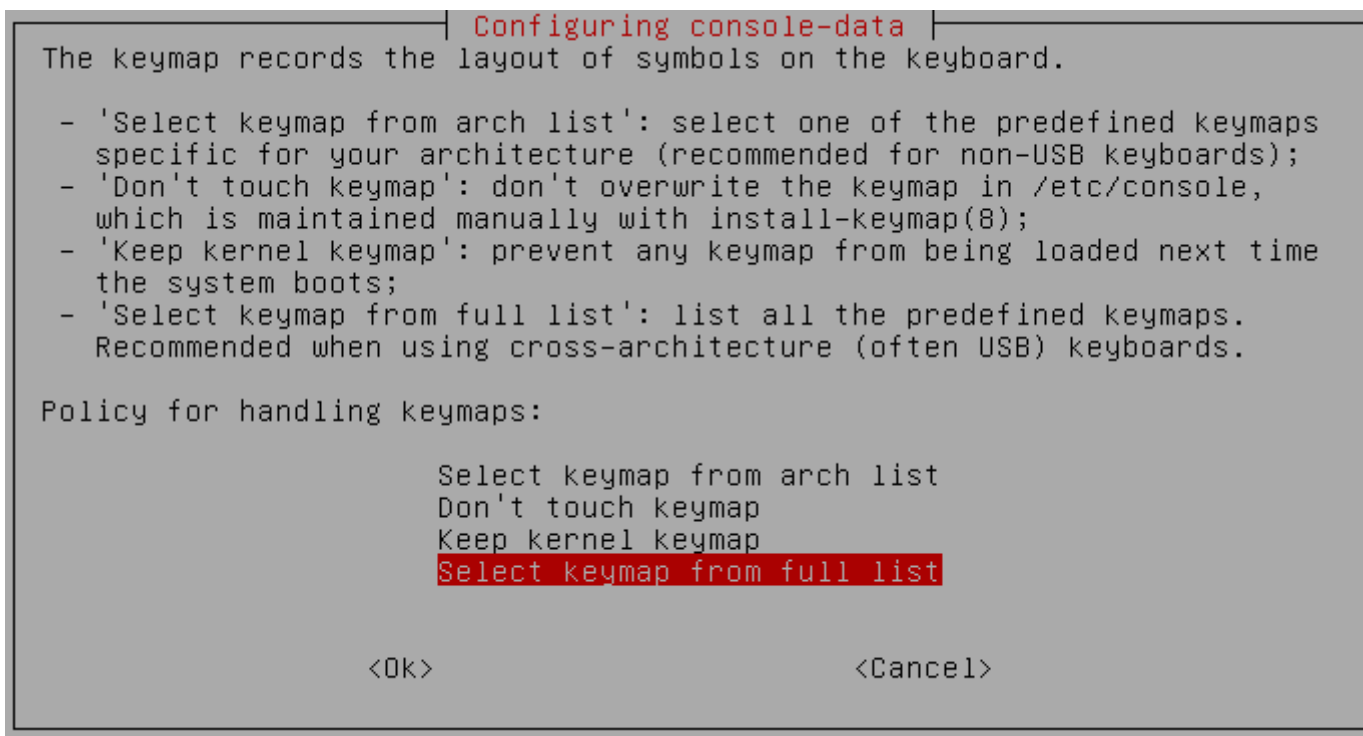 Configuring console-data
The keymap records the layout of symbols on the keyboard.
- 'Select keymap from arch list': select one of the predefined keymaps
specific for your architecture (recommended for non-USB keyboards);
- 'Don't touch keymap': don't overwrite the keymap in /etc/console,
which is maintained manually with install-keymap(8);
- 'Keep kernel keymap': prevent any keymap from being loaded next time
the system boots;
- 'Select keymap from full list': list all the predefined keymaps.
Recommended when using cross-architecture (often USB) keyboards.
Policy for handling keymaps:
Select keymap from arch list
Don't touch keymap
Keep kernel keymap
Select keymap from full list
<Ok> <Cancel>